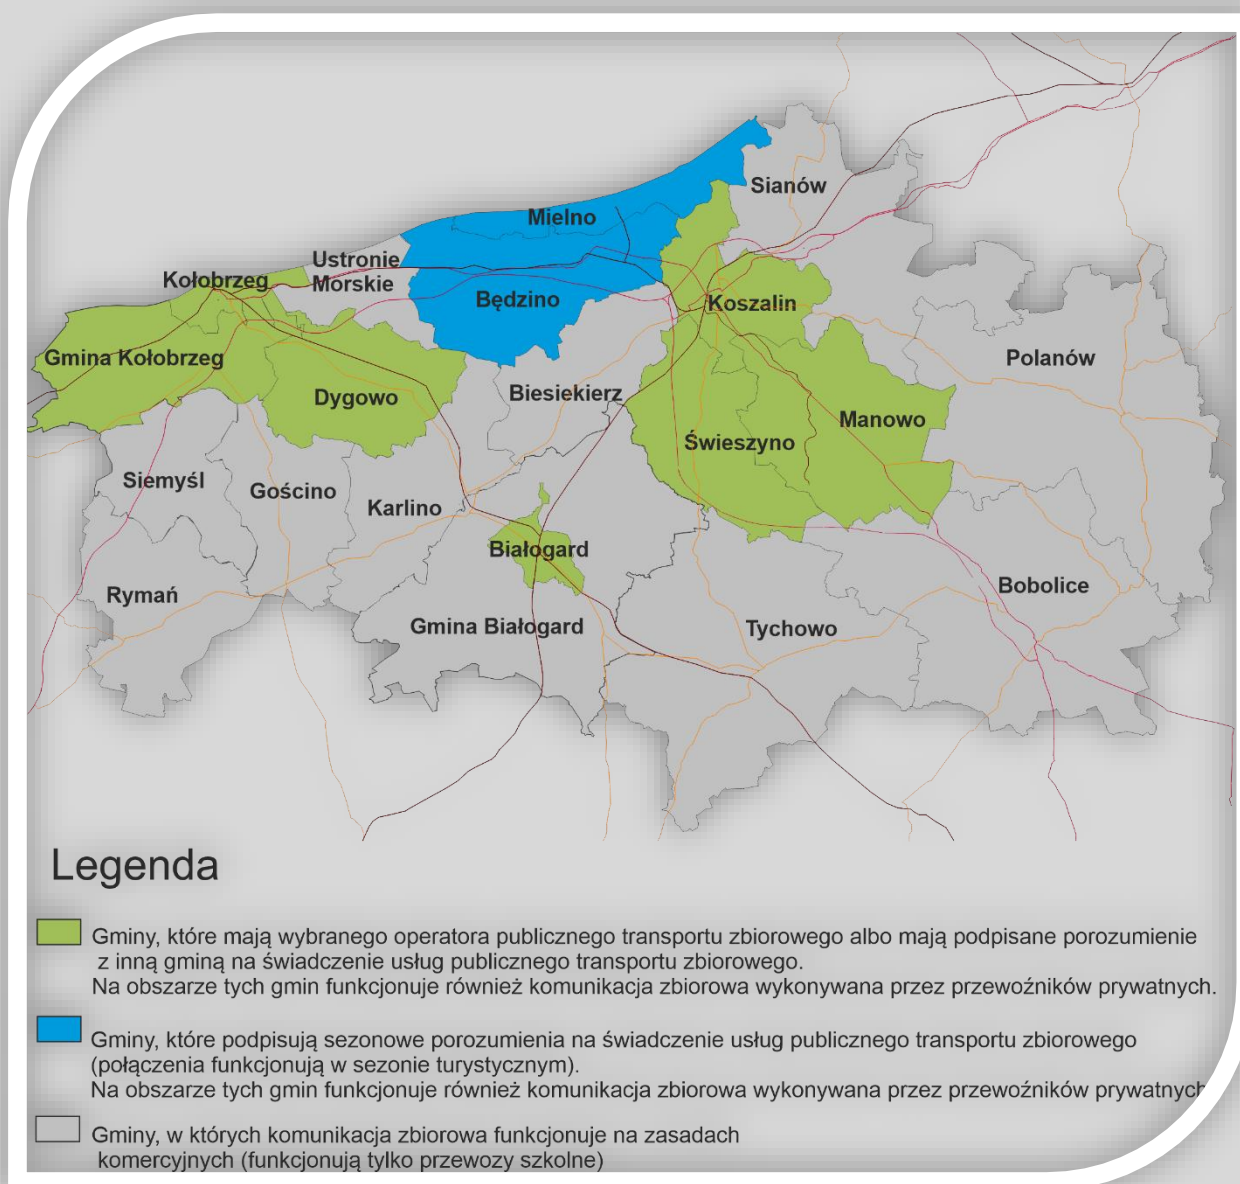 Sianów
Mielno
Ustronie
Morskie
Kołobrzeg
Będzino
Koszalin
Gmina Kołobrzeg
Polanów
Dygowo
Biesiekierz
Manowo
Świeszyno
Siemyśl
Gościno
Karlino
Białogard
Rymań
Bobolice
Gmina Białogard
Tychowo
Legenda
Gminy, które mają wybranego operatora publicznego transportu zbiorowego albo mają podpisane porozumienie
z inną gminą na świadczenie usług publicznego transportu zbiorowego.
Na obszarze tych gmin funkcjonuje również komunikacja zbiorowa wykonywana przez przewoźników prywatnych.
Gminy, które podpisują sezonowe porozumienia na świadczenie usług publicznego transportu zbiorowego
(połączenia funkcjonują w sezonie turystycznym).
Na obszarze tych gmin funkcjonuje również komunikacja zbiorowa wykonywana przez przewoźników prywatnych
Gminy, w których komunikacja zbiorowa funkcjonuje na zasadach
komercyjnych (funkcjonują tylko przewozy szkolne)